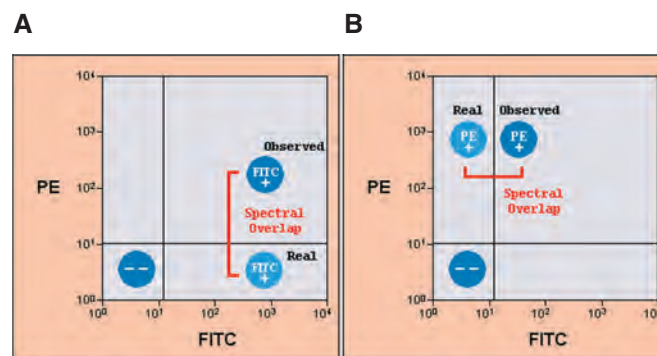 A
PE
10⁴
10³
10²
10¹
10⁰
Observed
FITC
+
Spectral
Overlap
Real
FITC
+
– –
10⁰ 10¹ 10² 10³ 10⁴
FITC
B
PE
10⁴
10³
10²
10¹
10⁰
Real Observed
PE PE
+ +
Spectral
Overlap
– –
10⁰ 10¹ 10² 10³ 10⁴
FITC